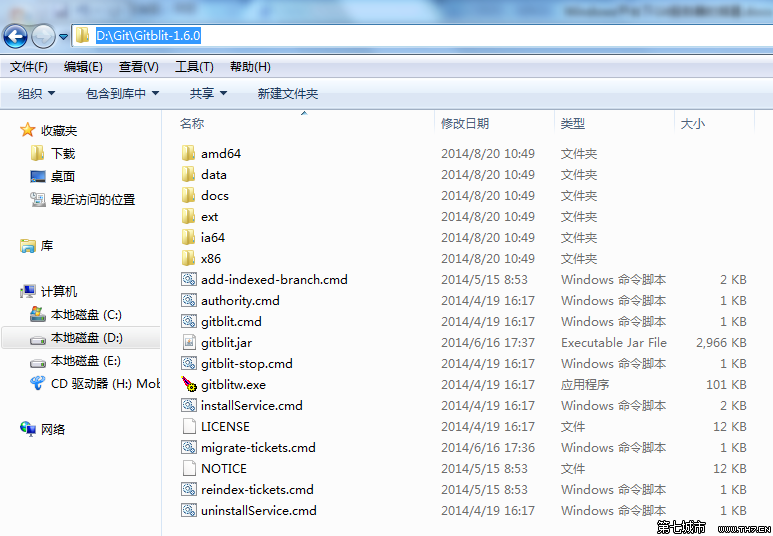 D:\Git\Gitblit-1.6.0
文件(F) 编辑(E) 查看(V) 工具(T) 帮助(H)
组织 包含到库中 共享 新建文件夹
名称 修改日期 类型 大小
收藏夹
下载
桌面
最近访问的位置
库
计算机
本地磁盘 (C:)
本地磁盘 (D:)
本地磁盘 (E:)
CD 驱动器 (H:) Mob
网络
amd64 2014/8/20 10:49 文件夹
data 2014/8/20 10:49 文件夹
docs 2014/8/20 10:49 文件夹
ext 2014/8/20 10:49 文件夹
ia64 2014/8/20 10:49 文件夹
x86 2014/8/20 10:49 文件夹
add-indexed-branch.cmd 2014/5/15 8:53 Windows 命令脚本 2 KB
authority.cmd 2014/4/19 16:17 Windows 命令脚本 1 KB
gitblit.cmd 2014/4/19 16:17 Windows 命令脚本 1 KB
gitblit.jar 2014/6/16 17:37 Executable Jar File 2,966 KB
gitblit-stop.cmd 2014/4/19 16:17 Windows 命令脚本 1 KB
gitblitw.exe 2014/4/19 16:17 应用程序 101 KB
installService.cmd 2014/4/19 16:17 Windows 命令脚本 2 KB
LICENSE 2014/4/19 16:17 文件 12 KB
migrate-tickets.cmd 2014/6/16 17:36 Windows 命令脚本 1 KB
NOTICE 2014/5/15 8:53 文件 12 KB
reindex-tickets.cmd 2014/5/15 8:53 Windows 命令脚本 1 KB
uninstallService.cmd 2014/4/19 16:17 Windows 命令脚本 1 KB
第七城市 WWW.TH7.CN